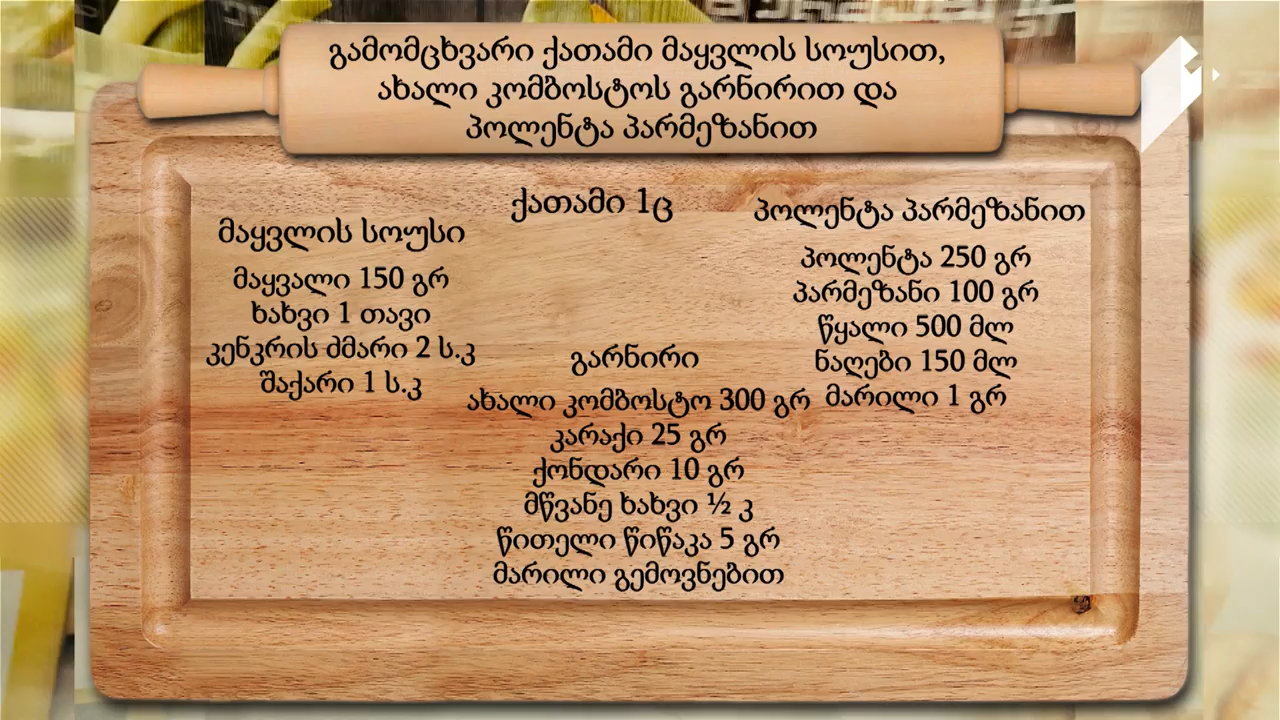 გამომცხვარი ქათამი მაყვლის სოუსით,
ახალი კომბოსტოს გარნირით და
პოლენტა პარმეზანით
ქათამი 1ც
მაყვლის სოუსი
მაყვალი 150 გრ
ხახვი 1 თავი
კენკრის ძმარი 2 ს.კ
შაქარი 1 ს.კ
გარნირი
ახალი კომბოსტო 300 გრ
კარაქი 25 გრ
ქონდარი 10 გრ
მწვანე ხახვი ½ კ
წითელი წიწაკა 5 გრ
მარილი გემოვნებით
პოლენტა პარმეზანით
პოლენტა 250 გრ
პარმეზანი 100 გრ
წყალი 500 მლ
ნაღები 150 მლ
მარილი 1 გრ